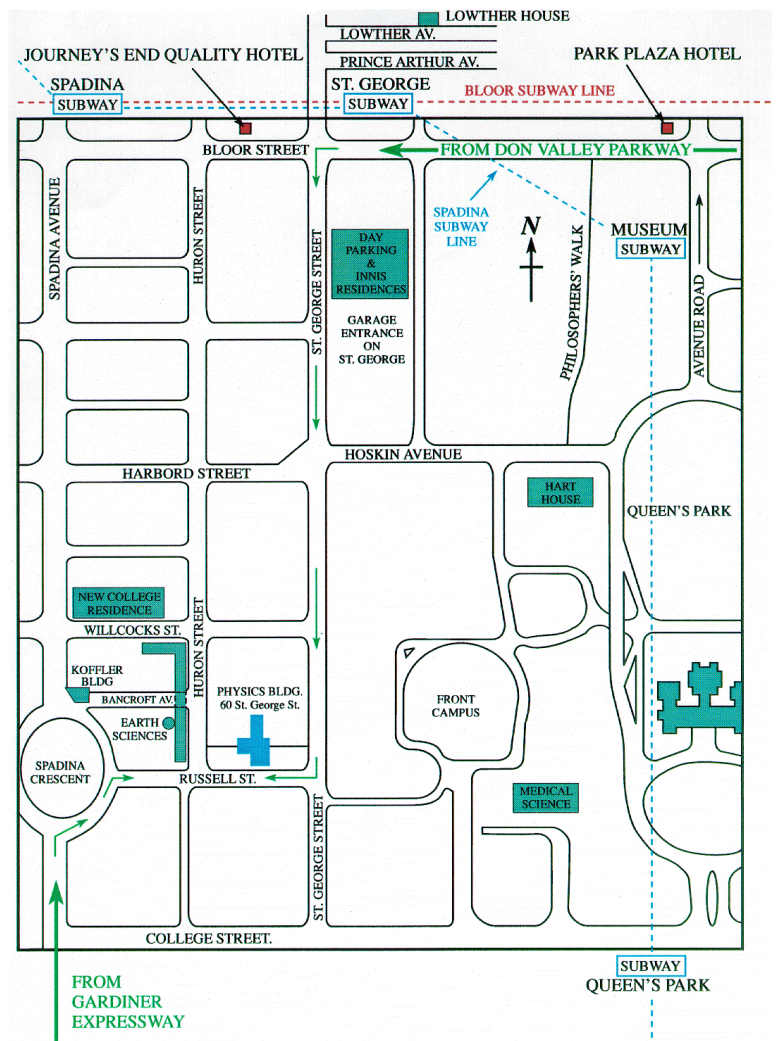 LOWTHER HOUSE
LOWTHER AV.
JOURNEY'S END QUALITY HOTEL
PARK PLAZA HOTEL
PRINCE ARTHUR AV.
SPADINA
ST. GEORGE
SUBWAY
SUBWAY
BLOOR SUBWAY LINE
BLOOR STREET
FROM DON VALLEY PARKWAY
SPADINA AVENUE
HURON STREET
ST. GEORGE STREET
DAY
PARKING
&
INNIS
RESIDENCES
GARAGE
ENTRANCE
ON
ST. GEORGE
SPADINA
SUBWAY
LINE
N
PHILOSOPHERS' WALK
MUSEUM
SUBWAY
AVENUE ROAD
HOSKIN AVENUE
HARBORD STREET
HART
HOUSE
QUEEN'S PARK
NEW COLLEGE
RESIDENCE
WILLCOCKS ST.
HURON STREET
KOFFLER
BLDG
BANCROFT AV.
EARTH
SCIENCES
PHYSICS BLDG.
60 St. George St.
FRONT
CAMPUS
SPADINA
CRESCENT
RUSSELL ST.
MEDICAL
SCIENCE
ST. GEORGE STREET
COLLEGE STREET.
SUBWAY
QUEEN'S PARK
FROM
GARDINER
EXPRESSWAY